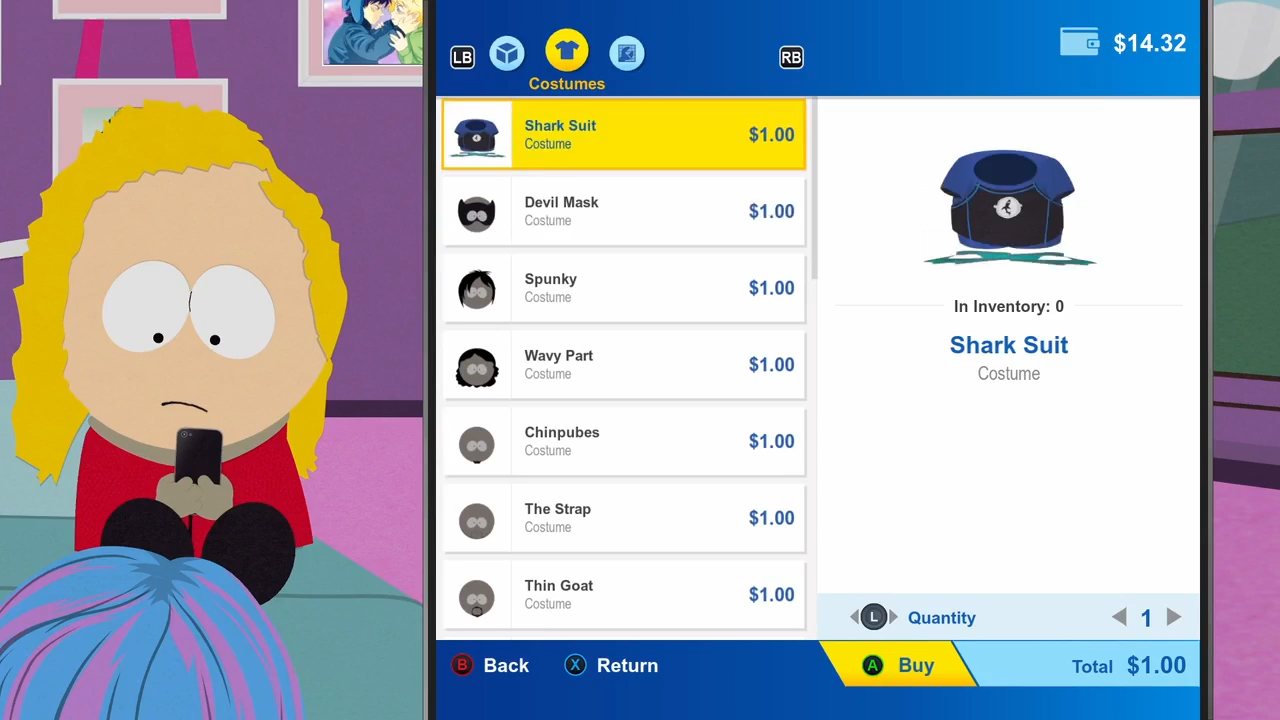 LB
RB
Costumes
$14.32
Shark Suit
Costume
$1.00
Devil Mask
Costume
$1.00
Spunky
Costume
$1.00
Wavy Part
Costume
$1.00
Chinpubes
Costume
$1.00
The Strap
Costume
$1.00
Thin Goat
Costume
$1.00
In Inventory: 0
Shark Suit
Costume
L Quantity 1
B Back X Return
A Buy Total $1.00